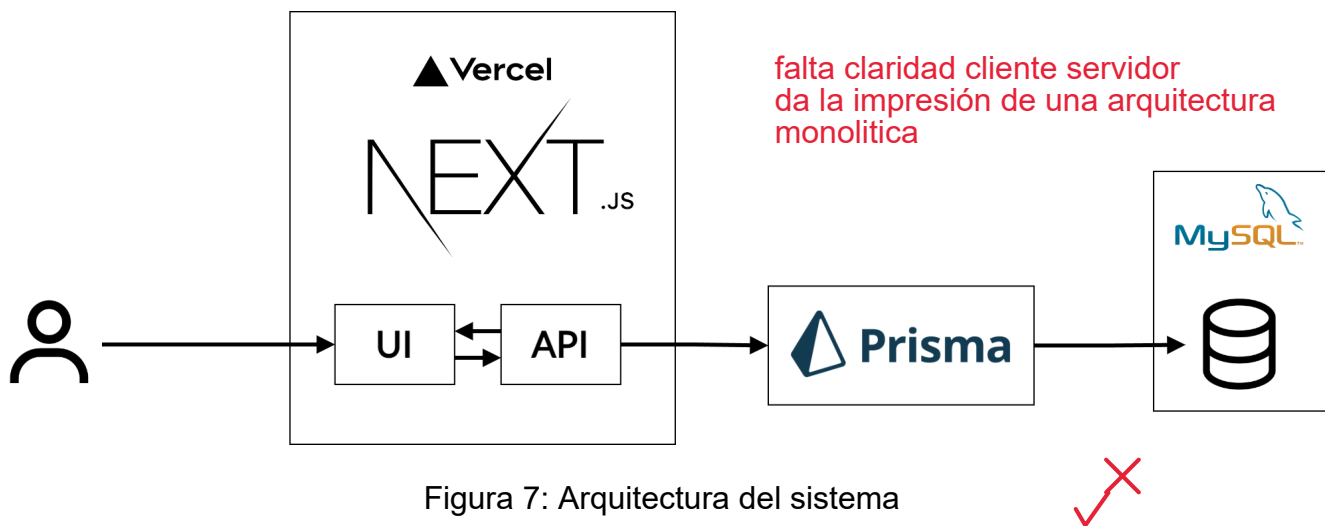 Vercel
NEXT.JS
falta claridad cliente servidor
da la impresión de una arquitectura
monolitica
MySQL
UI
API
Prisma
Figura 7: Arquitectura del sistema